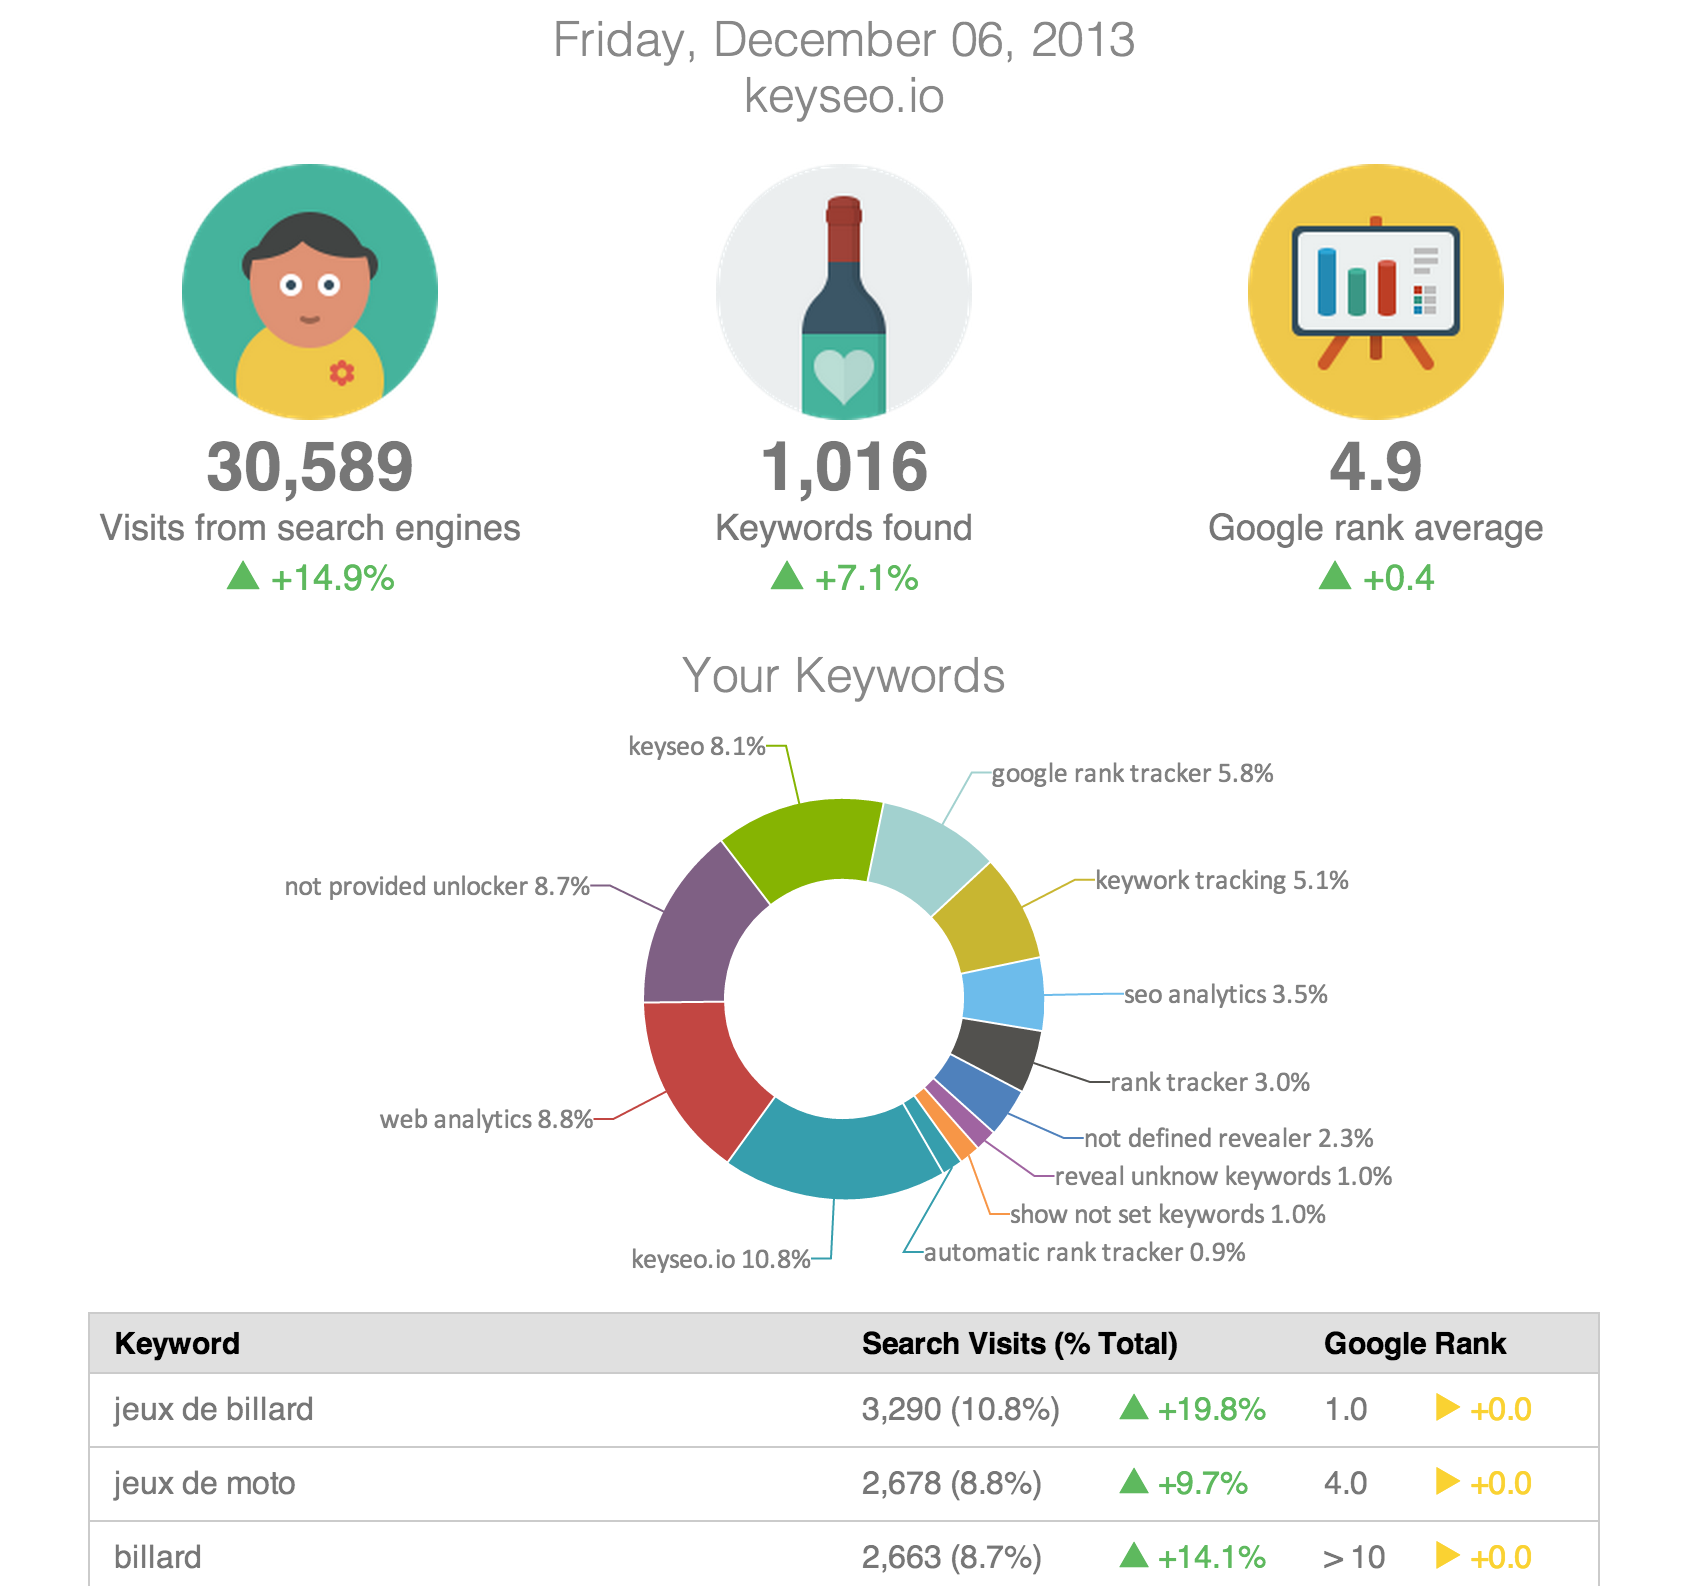 Friday, December 06, 2013
keyseo.io
30,589
Visits from search engines
+14.9%
1,016
Keywords found
+7.1%
4.9
Google rank average
+0.4
Your Keywords
keyseo 8.1%
google rank tracker 5.8%
not provided unlocker 8.7%
keywork tracking 5.1%
seo analytics 3.5%
rank tracker 3.0%
web analytics 8.8%
not defined revealer 2.3%
reveal unknow keywords 1.0%
show not set keywords 1.0%
automatic rank tracker 0.9%
keyseo.io 10.8%
Keyword Search Visits (% Total) Google Rank
jeux de billard 3,290 (10.8%) +19.8% 1.0 +0.0
jeux de moto 2,678 (8.8%) +9.7% 4.0 +0.0
billard 2,663 (8.7%) +14.1% > 10 +0.0